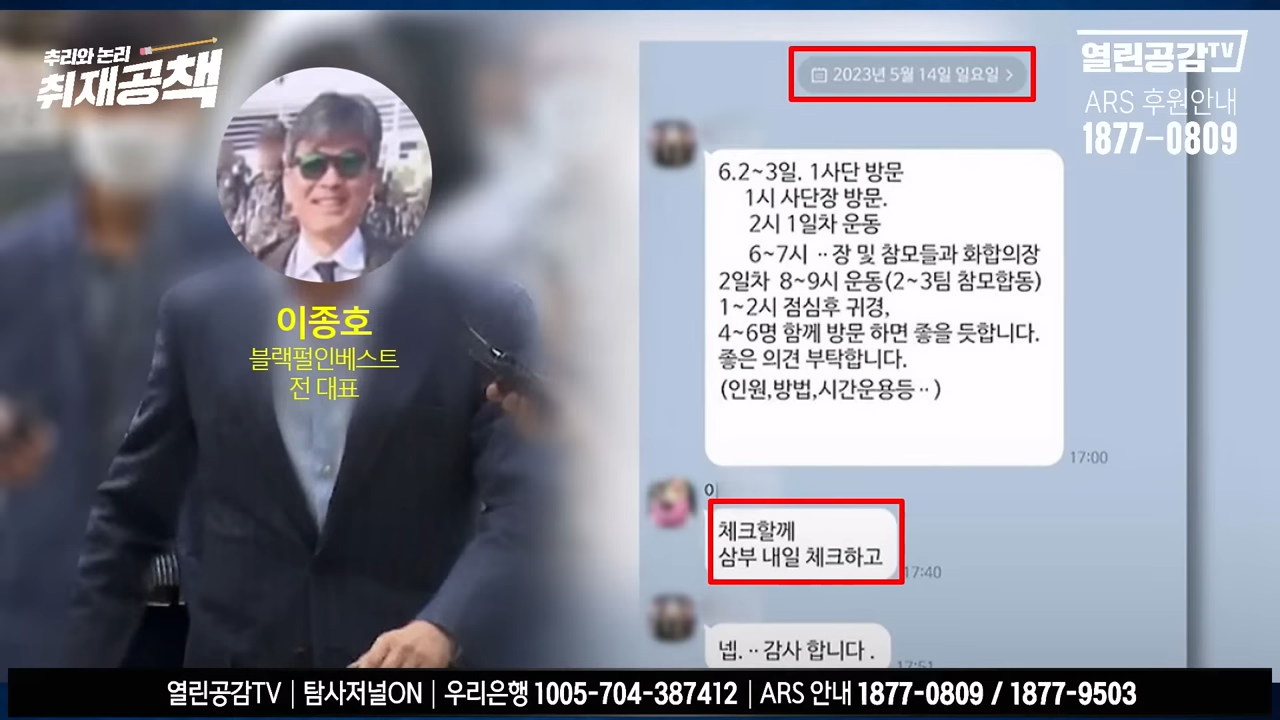 추리와 논리
취재공책
이종호
블랙펄인베스트
전 대표
2023년 5월 14일 일요일 >
6.2~3일. 1사단 방문
1시 사단장 방문.
2시 1일차 운동
6~7시 ··장 및 참모들과 화합의장
2일차 8~9시 운동(2~3팀 참모합동)
1~2시 점심후 귀경,
4~6명 함께 방문 하면 좋을 듯합니다.
좋은 의견 부탁합니다.
(인원,방법,시간운용등··)
17:00
이
체크할께
삼부 내일 체크하고
17:40
넵.··감사 합니다.
17:51
열린공감TV
ARS 후원안내
1877-0809
열린공감TV | 탐사저널ON | 우리은행 1005-704-387412 | ARS 안내 1877-0809 / 1877-9503